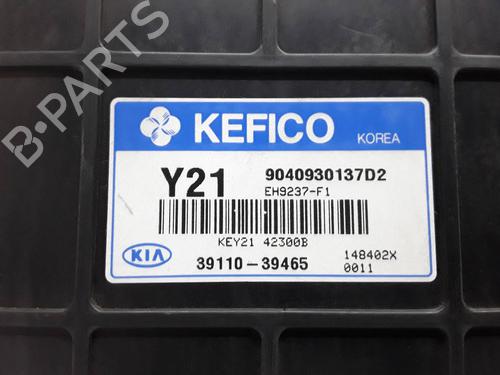 B·PARTS
KEFICO KOREA
Y21 9040930137D2
EH9237-F1
KEY21 42300B
KIA 39110-39465 148402X
0011